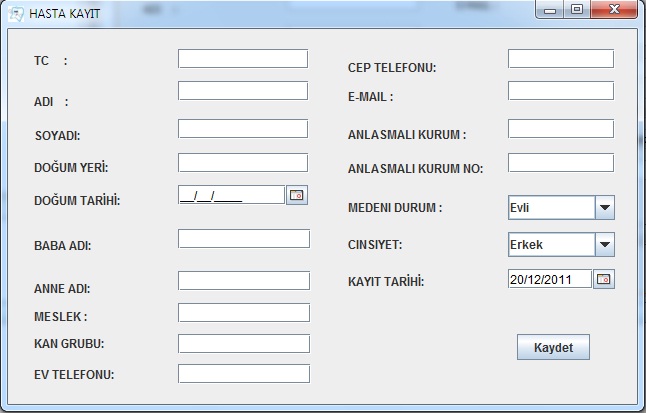 HASTA KAYIT
TC :
ADI :
SOYADI:
DOĞUM YERİ:
DOĞUM TARİHİ:
__/__/____
BABA ADI:
ANNE ADI:
MESLEK :
KAN GRUBU:
EV TELEFONU:
CEP TELEFONU:
E-MAIL :
ANLASMALI KURUM :
ANLASMALI KURUM NO:
MEDENI DURUM :
Evli
CINSIYET:
Erkek
KAYIT TARİHİ:
20/12/2011
Kaydet